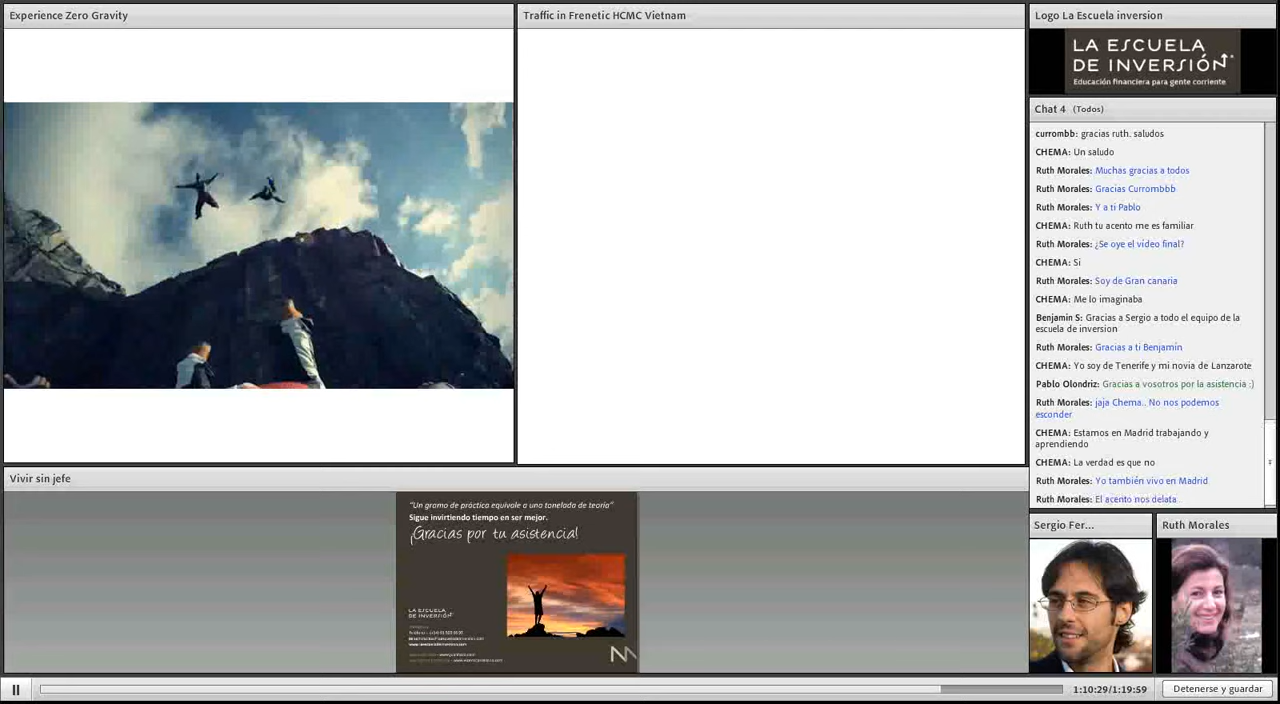 Experience Zero Gravity
Traffic in Frenetic HCMC Vietnam
Logo La Escuela inversion
LA ESCUELA
DE INVERSIÓN
Educación financiera para gente corriente
Chat 4 (Todos)
currombb: gracias ruth. saludos
CHEMA: Un saludo
Ruth Morales: Muchas gracias a todos
Ruth Morales: Gracias Currombbb
Ruth Morales: Y a ti Pablo
CHEMA: Ruth tu acento me es familiar
Ruth Morales: ¿Se oye el vídeo final?
CHEMA: Si
Ruth Morales: Soy de Gran canaria
CHEMA: Me lo imaginaba
Benjamin S: Gracias a Sergio a todo el equipo de la
escuela de inversion
Ruth Morales: Gracias a ti Benjamín
CHEMA: Yo soy de Tenerife y mi novia de Lanzarote
Pablo Olondriz: Gracias a vosotros por la asistencia :)
Ruth Morales: jaja Chema.. No nos podemos
esconder
CHEMA: Estamos en Madrid trabajando y
aprendiendo
CHEMA: La verdad es que no
Ruth Morales: Yo también vivo en Madrid
Ruth Morales: El acento nos delata
Vivir sin jefe
"Un gramo de práctica equivale a una tonelada de teoría"
Sigue invirtiendo tiempo en ser mejor.
¡Gracias por tu asistencia!
LA ESCUELA
DE INVERSIÓN
Sergio Fer...
Ruth Morales
1:10:29/1:19:59
Detenerse y guardar